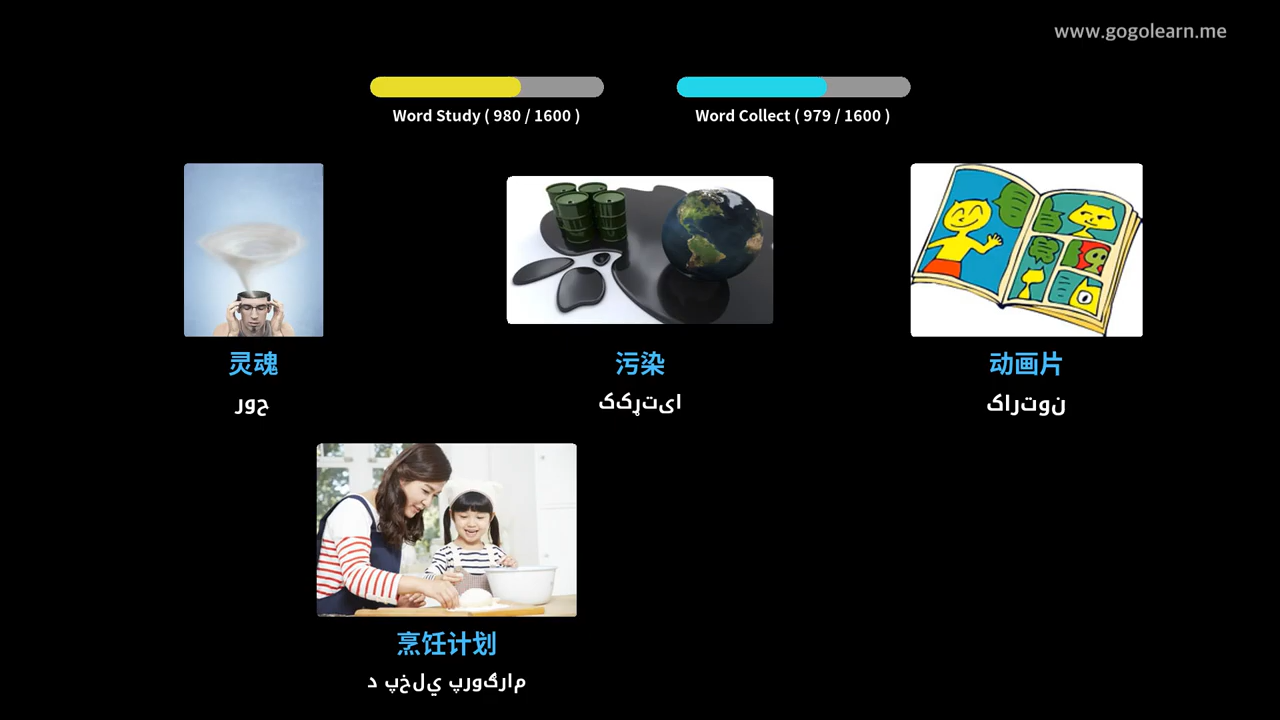 www.gogolearn.me
Word Study ( 980 / 1600 )
Word Collect ( 979 / 1600 )
灵魂
روح
污染
ککړتیا
动画片
کارتون
烹饪计划
د پخلي پروګرام